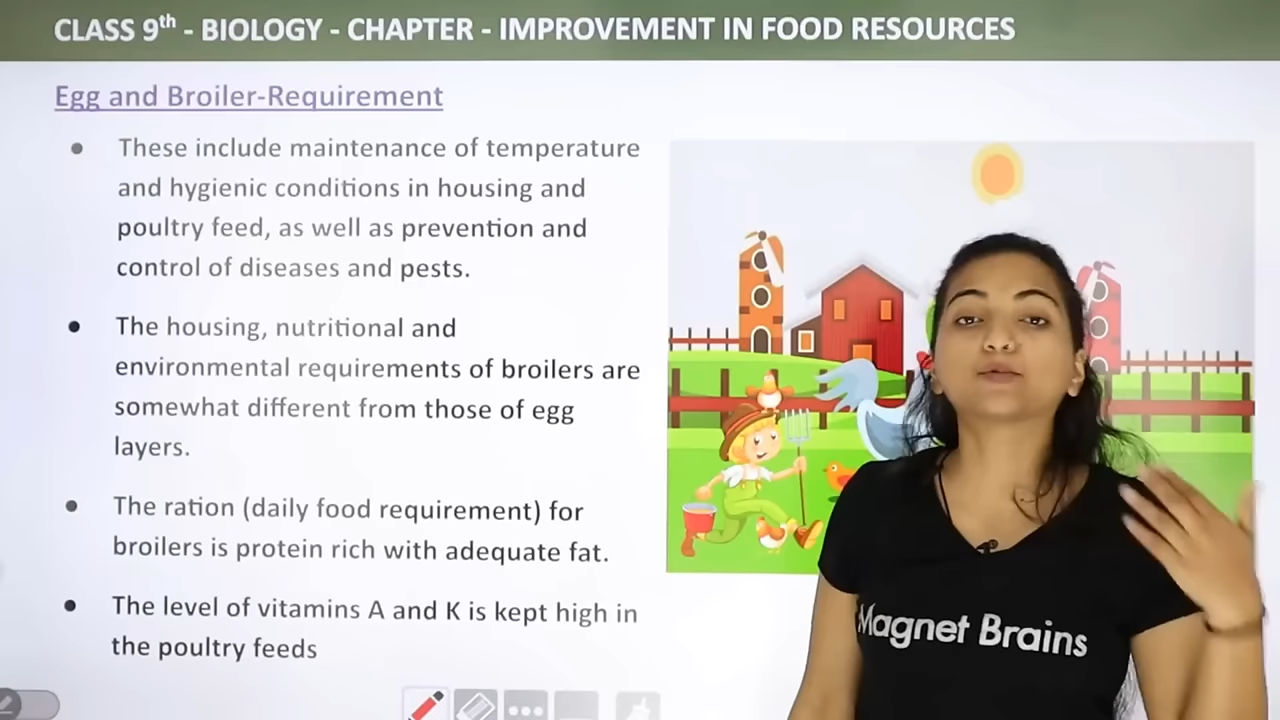 CLASS 9th - BIOLOGY - CHAPTER - IMPROVEMENT IN FOOD RESOURCES
Egg and Broiler-Requirement
• These include maintenance of temperature
and hygienic conditions in housing and
poultry feed, as well as prevention and
control of diseases and pests.
• The housing, nutritional and
environmental requirements of broilers are
somewhat different from those of egg
layers.
• The ration (daily food requirement) for
broilers is protein rich with adequate fat.
• The level of vitamins A and K is kept high in
the poultry feeds
Magnet Brains